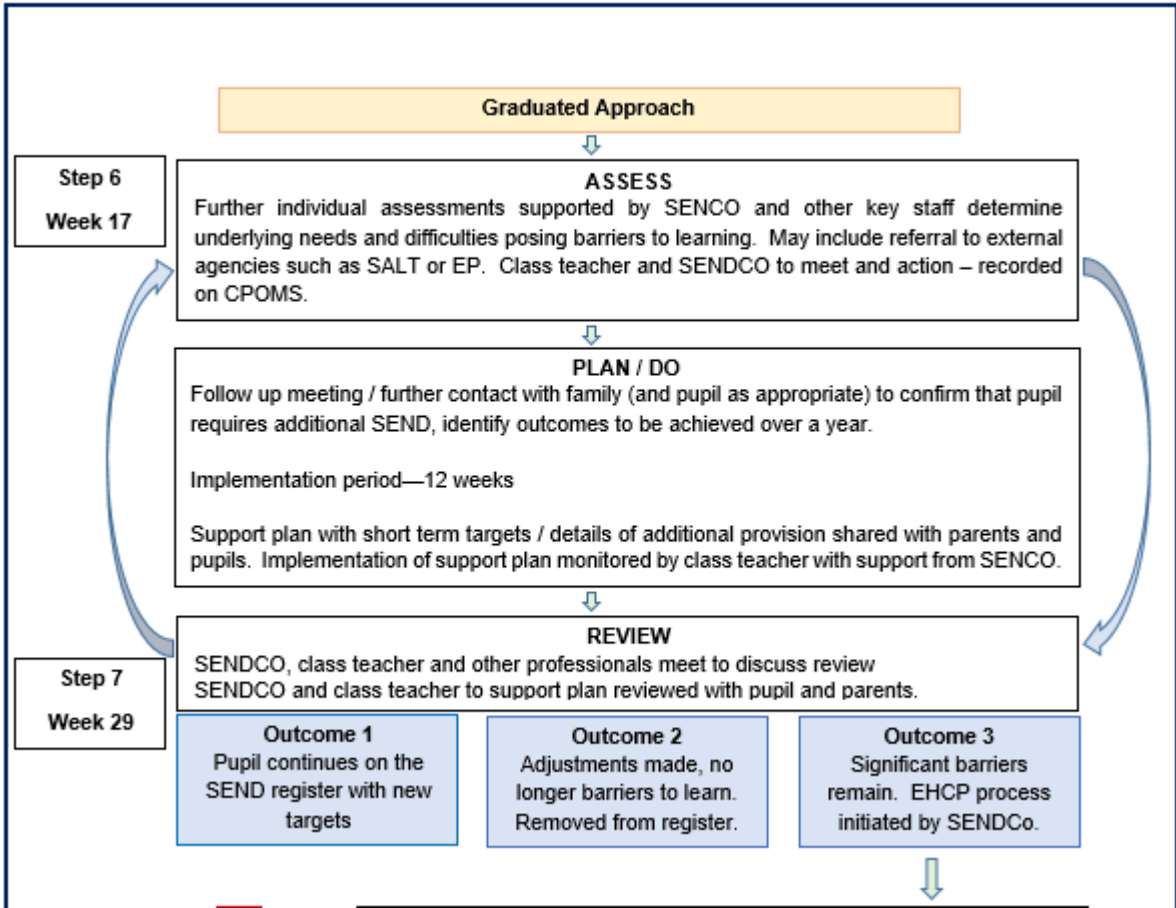 Graduated Approach
Step 6
Week 17
ASSESS
Further individual assessments supported by SENCO and other key staff determine
underlying needs and difficulties posing barriers to learning. May include referral to external
agencies such as SALT or EP. Class teacher and SENDCO to meet and action – recorded
on CPOMS.
PLAN / DO
Follow up meeting / further contact with family (and pupil as appropriate) to confirm that pupil
requires additional SEND, identify outcomes to be achieved over a year.
Implementation period—12 weeks
Support plan with short term targets / details of additional provision shared with parents and
pupils. Implementation of support plan monitored by class teacher with support from SENCO.
Step 7
Week 29
REVIEW
SENDCO, class teacher and other professionals meet to discuss review
SENDCO and class teacher to support plan reviewed with pupil and parents.
Outcome 1
Pupil continues on the
SEND register with new
targets
Outcome 2
Adjustments made, no
longer barriers to learn.
Removed from register.
Outcome 3
Significant barriers
remain. EHCP process
initiated by SENDCo.